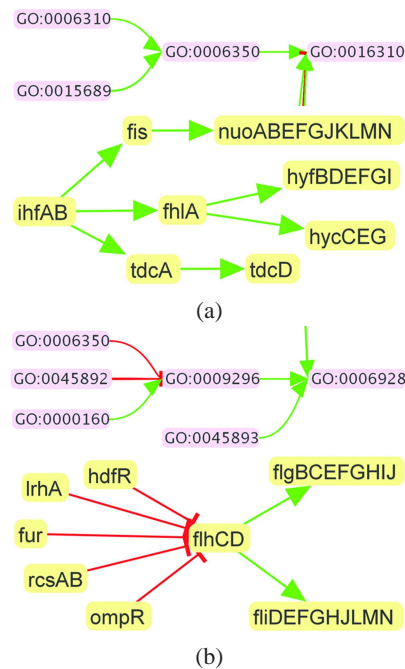 GO:0006310
GO:0006350
GO:0016310
GO:0015689
fis
nuoABEFGJKLMN
hyfBDEFGI
ihfAB
fhlA
hycCEG
tdcA
tdcD
(a)
GO:0006350
GO:0045892
GO:0009296
GO:0006928
GO:0000160
GO:0045893
hdfR
flgBCEFGHIJ
lrhA
fur
flhCD
rcsAB
ompR
fliDEFGHJLMN
(b)